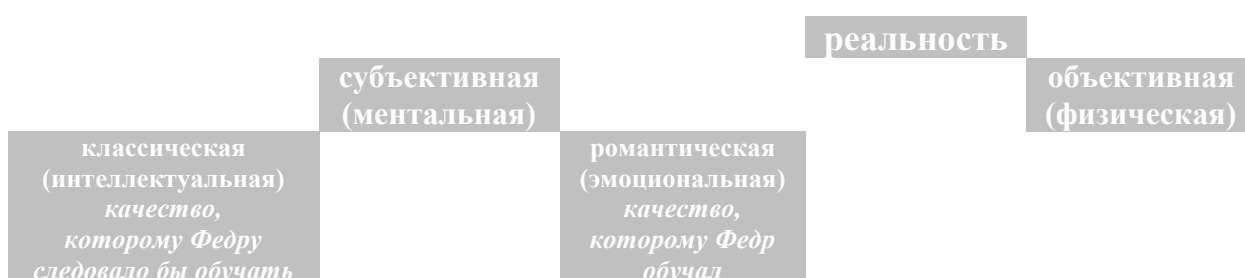 реальность
субъективная
(ментальная)
объективная
(физическая)
классическая
(интеллектуальная)
качество,
которому Федру
следовало бы обучать
романтическая
(эмоциональная)
качество,
которому Федр
обучал